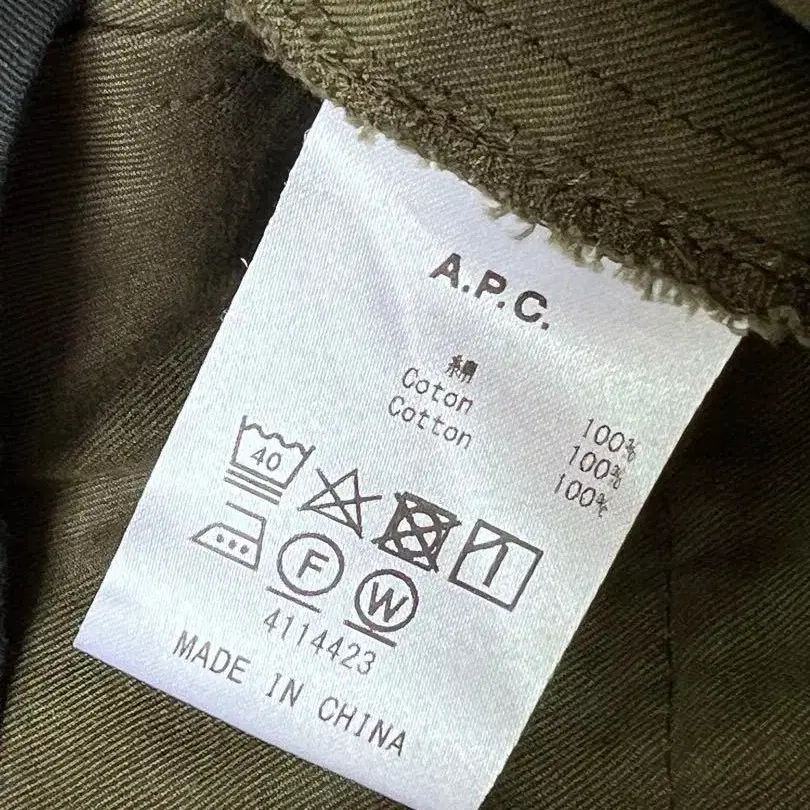 A.P.C.
綿 100%
Coton 100%
Cotton 100%
40
F
W
4114423
MADE IN CHINA